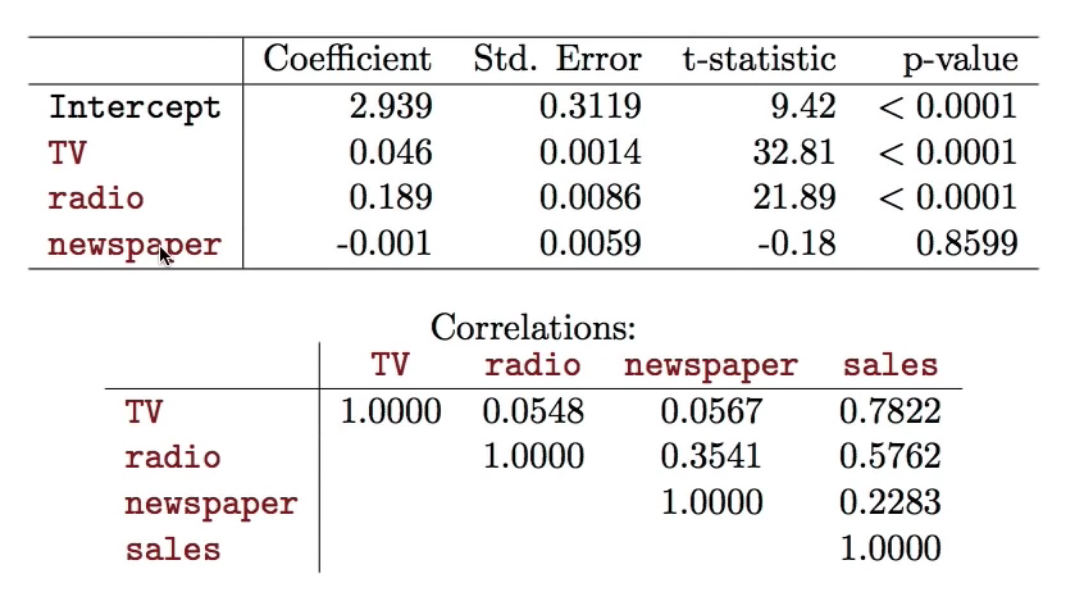 Coefficient Std. Error t-statistic p-value
Intercept 2.939 0.3119 9.42 < 0.0001
TV 0.046 0.0014 32.81 < 0.0001
radio 0.189 0.0086 21.89 < 0.0001
newspaper -0.001 0.0059 -0.18 0.8599
Correlations:
TV radio newspaper sales
TV 1.0000 0.0548 0.0567 0.7822
radio 1.0000 0.3541 0.5762
newspaper 1.0000 0.2283
sales 1.0000